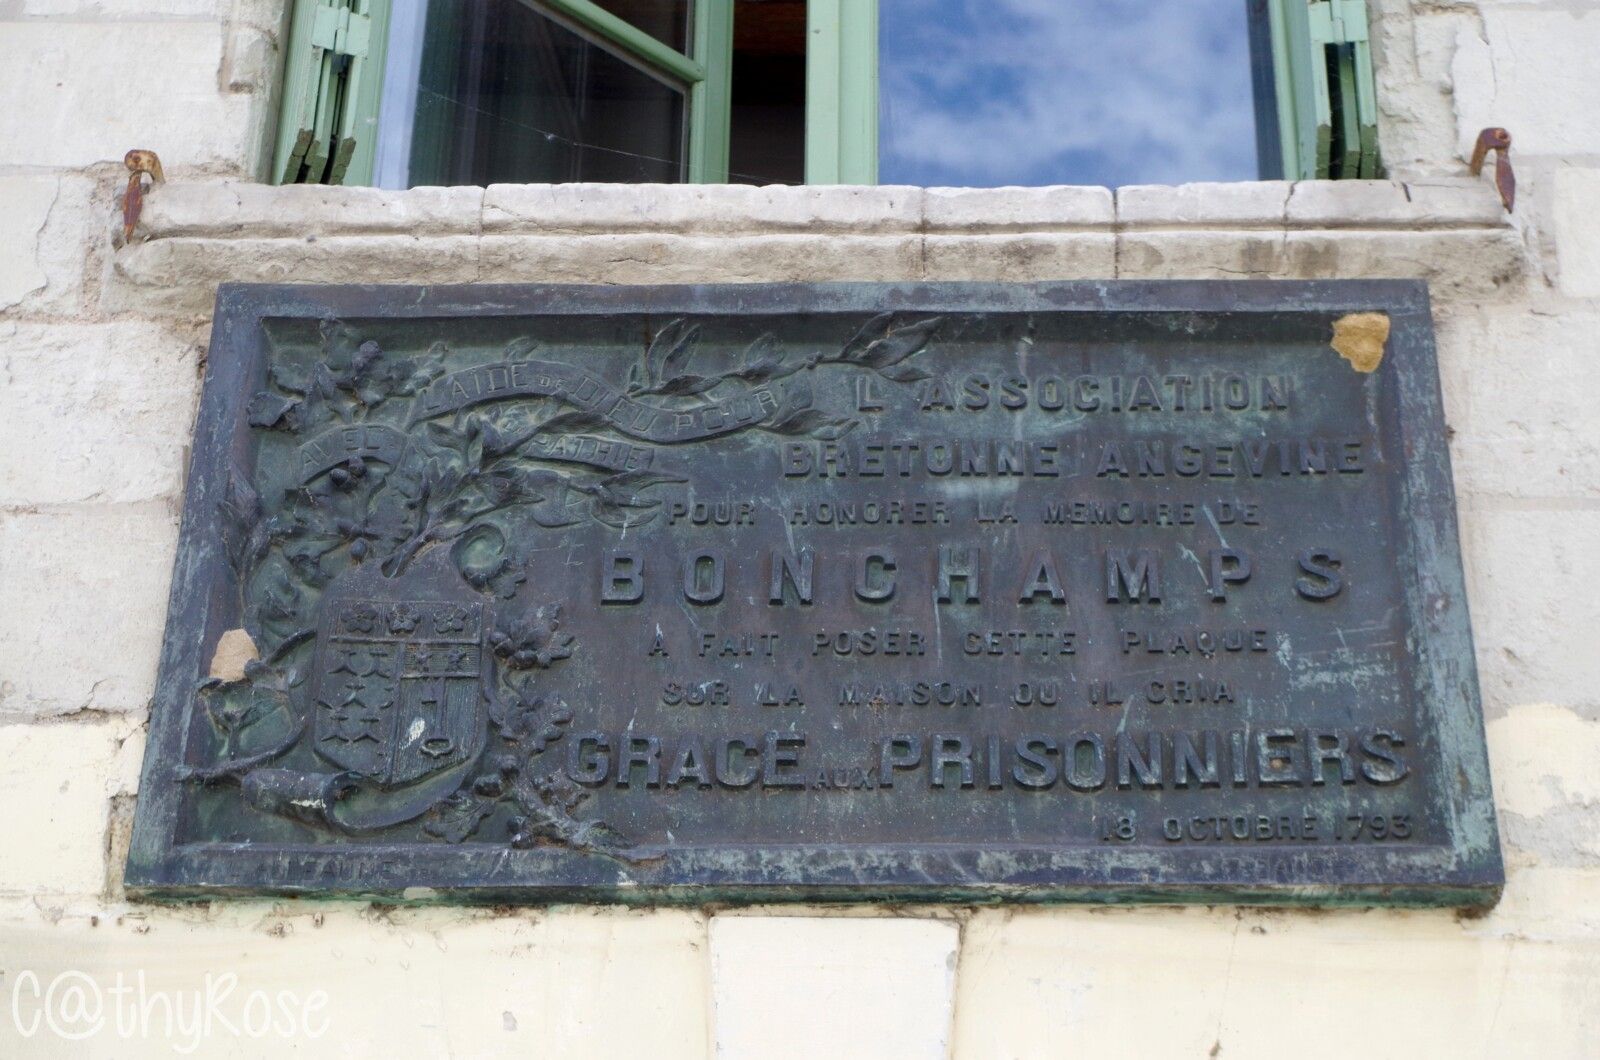 AVEC L'AIDE DE DIEU POUR
PATRIE
L ASSOCIATION
BRETONNE ANGEVINE
POUR HONORER LA MEMOIRE DE
BONCHAMPS
A FAIT POSER CETTE PLAQUE
SUR LA MAISON OU IL CRIA
GRACE AUX PRISONNIERS
18 OCTOBRE 1793
C@thyRose